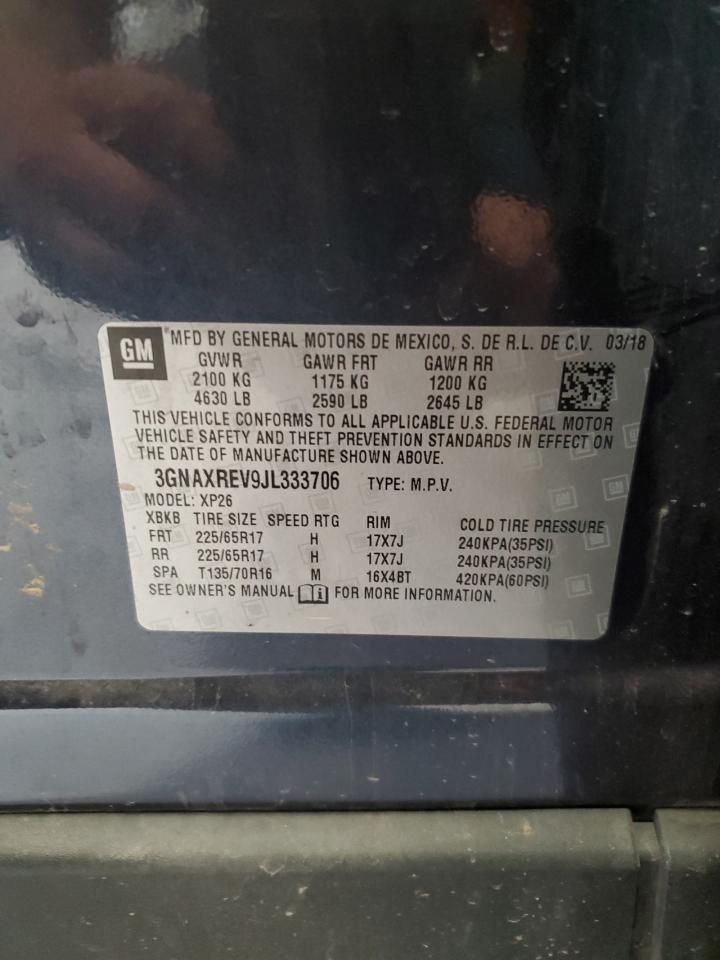 GM
MFD BY GENERAL MOTORS DE MEXICO, S. DE R.L. DE C.V. 03/18
GVWR GAWR FRT GAWR RR
2100 KG 1175 KG 1200 KG
4630 LB 2590 LB 2645 LB
THIS VEHICLE CONFORMS TO ALL APPLICABLE U.S. FEDERAL MOTOR
VEHICLE SAFETY AND THEFT PREVENTION STANDARDS IN EFFECT ON
THE DATE OF MANUFACTURE SHOWN ABOVE.
3GNAXREV9JL333706 TYPE: M.P.V.
MODEL: XP26
XBKB TIRE SIZE SPEED RTG RIM COLD TIRE PRESSURE
FRT 225/65R17 H 17X7J 240KPA(35PSI)
RR 225/65R17 H 17X7J 240KPA(35PSI)
SPA T135/70R16 M 16X4BT 420KPA(60PSI)
SEE OWNER'S MANUAL i FOR MORE INFORMATION.